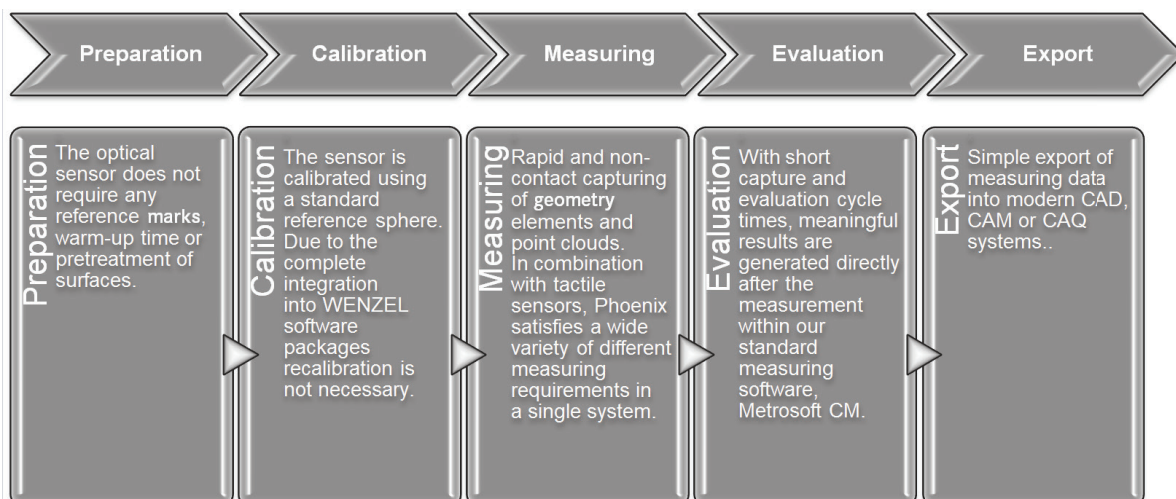 Preparation
Calibration
Measuring
Evaluation
Export
Preparation
The optical
sensor does not
require any
reference marks,
warm-up time or
pretreatment of
surfaces.
Calibration
The sensor is
calibrated using
a standard
reference sphere.
Due to the
complete
integration
into WENZEL
software
packages
recalibration is
not necessary.
Measuring
Rapid and non-
contact capturing
of geometry
elements and
point clouds.
In combination
with tactile
sensors, Phoenix
satisfies a wide
variety of different
measuring
requirements in
a single system.
Evaluation
With short
capture and
evaluation cycle
times, meaningful
results are
generated directly
after the
measurement
within our
standard
measuring
software,
Metrosoft CM.
Export
Simple export of
measuring data
into modern CAD,
CAM or CAQ
systems..